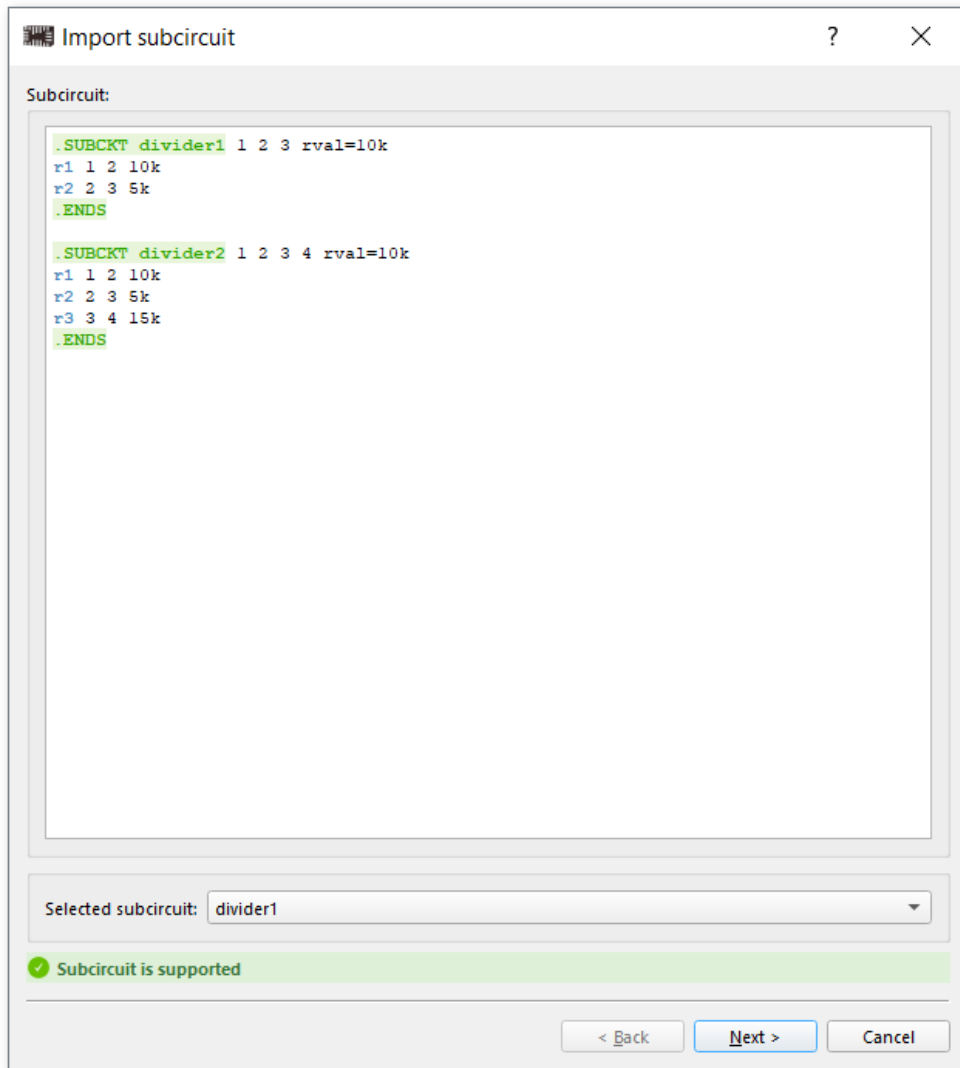 Import subcircuit
?
Subcircuit:
.SUBCKT divider1 1 2 3 rval=10k
r1 1 2 10k
r2 2 3 5k
.ENDS
.SUBCKT divider2 1 2 3 4 rval=10k
r1 1 2 10k
r2 2 3 5k
r3 3 4 15k
.ENDS
Selected subcircuit: divider1
Subcircuit is supported
< Back Next > Cancel